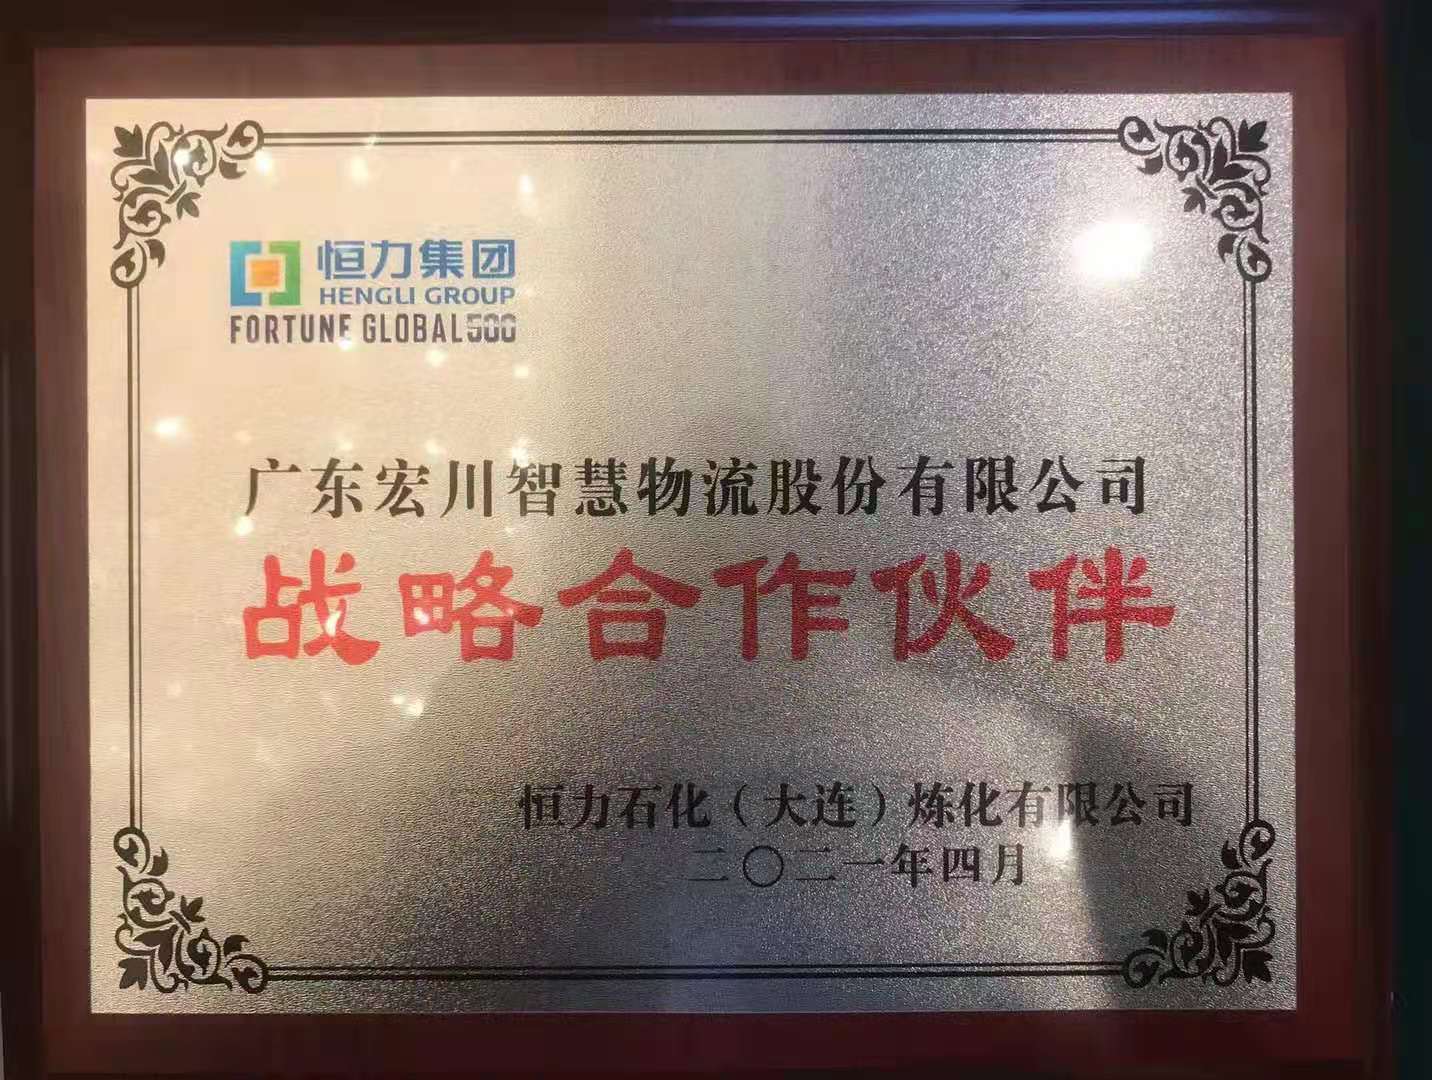 恒力集团
HENGLI GROUP
FORTUNE GLOBAL500
广东宏川智慧物流股份有限公司
战略合作伙伴
恒力石化（大连）炼化有限公司
二〇二一年四月